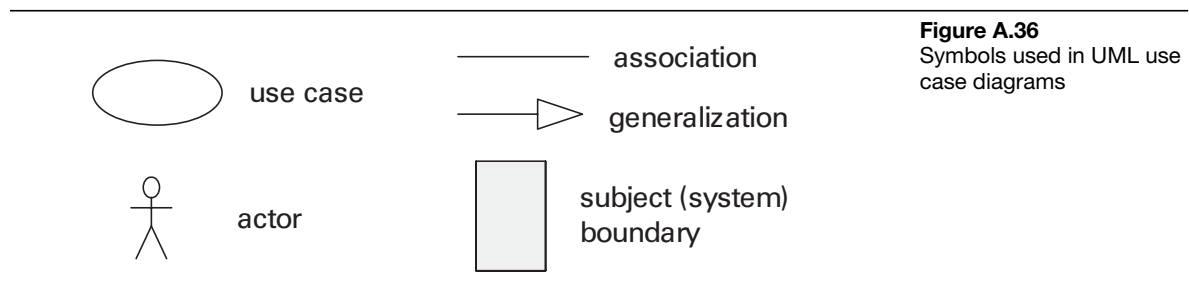 Figure A.36
Symbols used in UML use
case diagrams
association
use case
generalization
actor
subject (system)
boundary